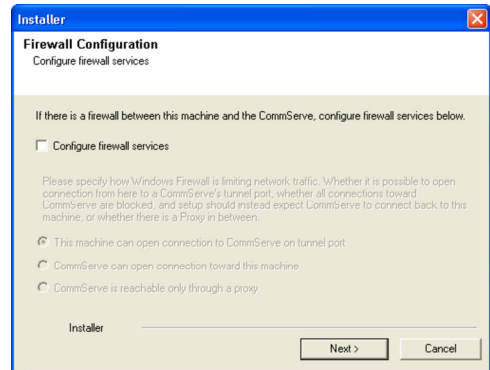 Installer
Firewall Configuration
Configure firewall services
If there is a firewall between this machine and the CommServe, configure firewall services below.
Configure firewall services
Please specify how Windows Firewall is limiting network traffic. Whether it is possible to open
connection from here to a CommServe's tunnel port, whether all connections toward
CommServe are blocked, and setup should instead expect CommServe to connect back to this
machine, or whether there is a Proxy in between.
This machine can open connection to CommServe on tunnel port
CommServe can open connection toward this machine
CommServe is reachable only through a proxy
Installer
Next >
Cancel